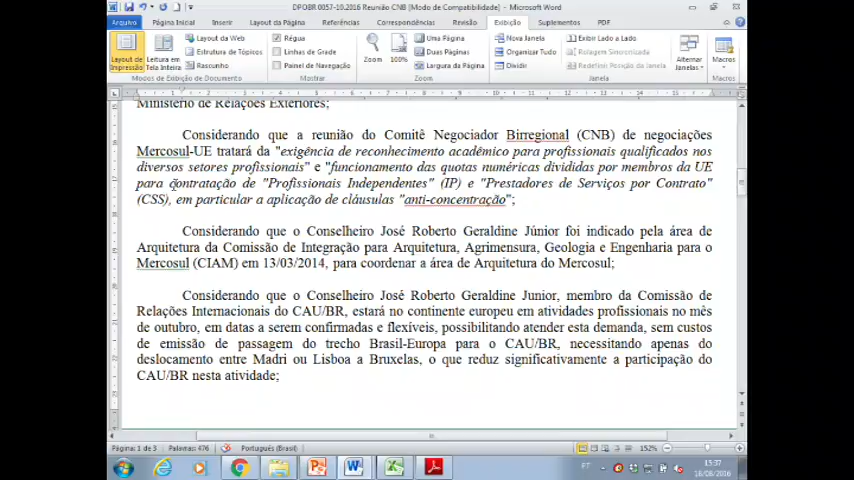 DPOBR 0057-10.2016 Reunião CNB [Modo de Compatibilidade] - Microsoft Word
Arquivo Página Inicial Inserir Layout da Página Referências Correspondências Revisão Exibição Suplementos PDF
Layout de Impressão
Leitura em Tela Inteira
Layout da Web
Estrutura de Tópicos
Rascunho
Modos de Exibição de Documento
Régua
Linhas de Grade
Painel de Navegação
Mostrar
Zoom
100%
Uma Página
Duas Páginas
Largura da Página
Zoom
Nova Janela
Organizar Tudo
Dividir
Exibir Lado a Lado
Rolagem Sincronizada
Redefinir Posição da Janela
Alternar Janelas
Janela
Macros
Macros
Ministério de Relações Exteriores;
Considerando que a reunião do Comitê Negociador Birregional (CNB) de negociações
Mercosul-UE tratará da "exigência de reconhecimento acadêmico para profissionais qualificados nos
diversos setores profissionais" e "funcionamento das quotas numéricas divididas por membros da UE
para contratação de "Profissionais Independentes" (IP) e "Prestadores de Serviços por Contrato"
(CSS), em particular a aplicação de cláusulas "anti-concentração";
Considerando que o Conselheiro José Roberto Geraldine Júnior foi indicado pela área de
Arquitetura da Comissão de Integração para Arquitetura, Agrimensura, Geologia e Engenharia para o
Mercosul (CIAM) em 13/03/2014, para coordenar a área de Arquitetura do Mercosul;
Considerando que o Conselheiro José Roberto Geraldine Junior, membro da Comissão de
Relações Internacionais do CAU/BR, estará no continente europeu em atividades profissionais no mês
de outubro, em datas a serem confirmadas e flexíveis, possibilitando atender esta demanda, sem custos
de emissão de passagem do trecho Brasil-Europa para o CAU/BR, necessitando apenas do
deslocamento entre Madri ou Lisboa a Bruxelas, o que reduz significativamente a participação do
CAU/BR nesta atividade;
Página: 1 de 3 Palavras: 476 Português (Brasil) 152%
PT 15:37
18/08/2016